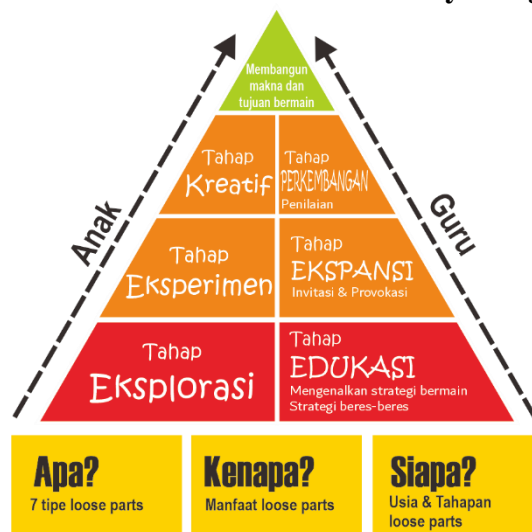 Membangun
makna dan
tujuan bermain
Tahap
Kreatif
Tahap
PERKEMBANGAN
Penilaian
Anak
Guru
Tahap
Eksperimen
Tahap
EKSPANSI
Invitasi & Provokasi
Tahap
Eksplorasi
Tahap
EDUKASI
Mengenalkan strategi bermain
Strategi beres-beres
Apa?
7 tipe loose parts
Kenapa?
Manfaat loose parts
Siapa?
Usia & Tahapan
loose parts